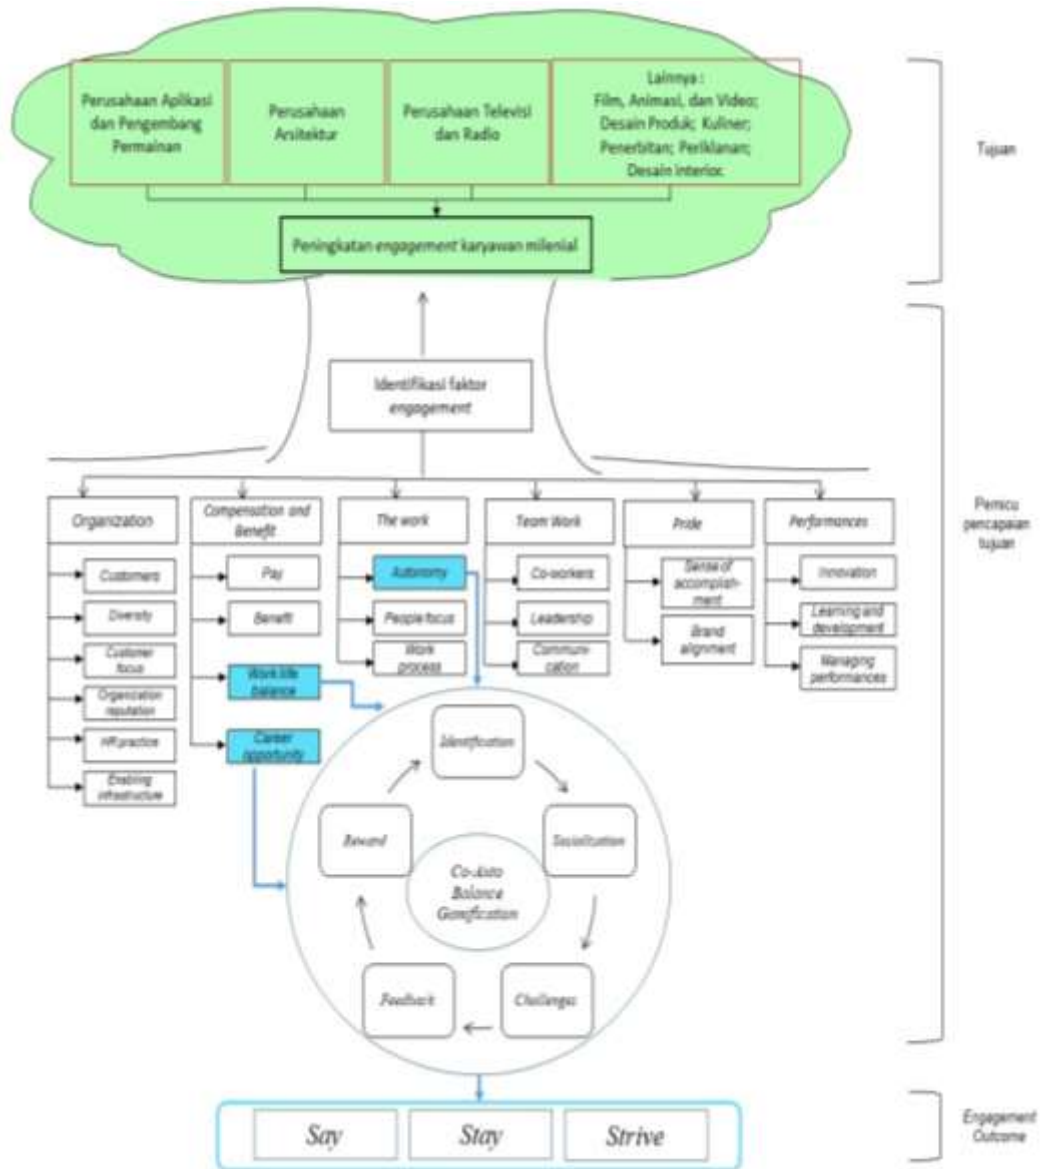 Perusahaan Aplikasi
dan Pengembang
Permainan
Perusahaan
Arsitektur
Perusahaan Televisi
dan Radio
Lainnya :
Film, Animasi, dan Video;
Desain Produk; Kuliner;
Penerbitan; Periklanan;
Desain interior.
Tujuan
Peningkatan engagement karyawan milenial
Identifikasi faktor
engagement
Pemicu
pencapaian
tujuan
Organization
Customers
Diversity
Customer
focus
Organization
reputation
HR practice
Enabling
infrastructure
Compensation and
Benefit
Pay
Benefit
Work life
balance
Career
opportunity
The work
Autonomy
People focus
Work
process
Team Work
Co-workers
Leadership
Communi-
cation
Pride
Sense of
accomplish-
ment
Brand
alignment
Performances
Innovation
Learning and
development
Managing
performances
Identification
Socialization
Challenges
Feedback
Reward
Co-Auto
Balance
Gamification
Say
Stay
Strive
Engagement
Outcome